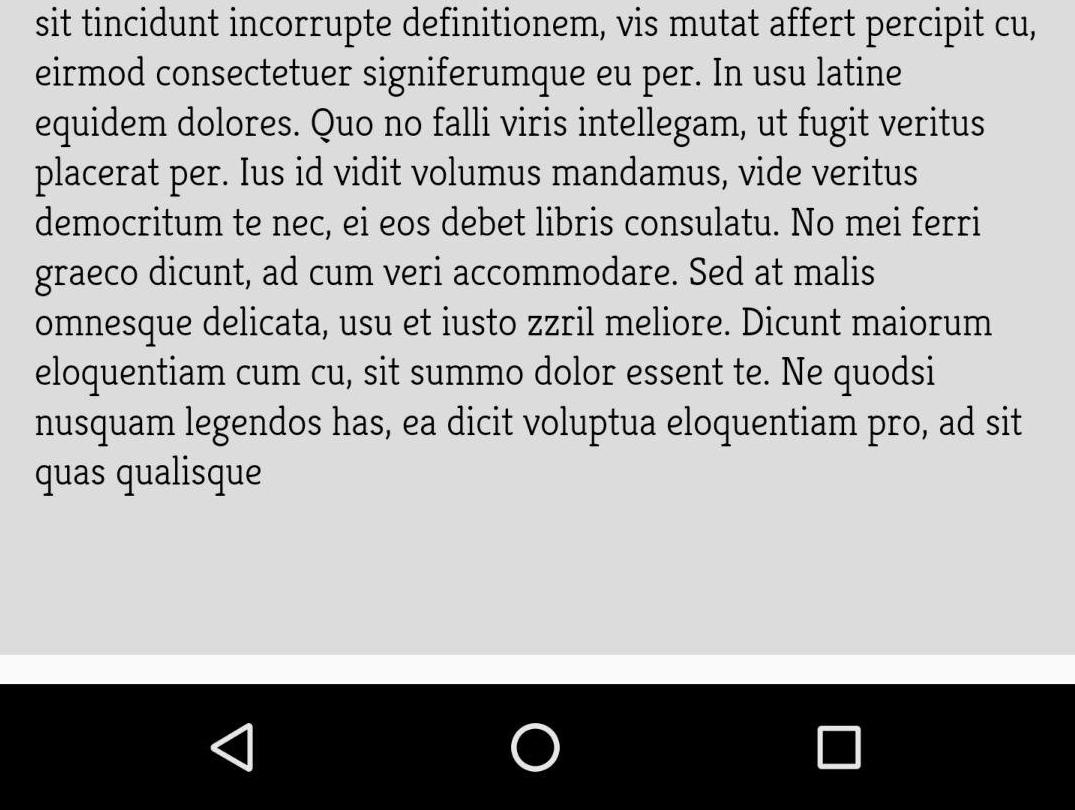 sit tincidunt incorrupte definitionem, vis mutat affert percipit cu,
eirmod consectetuer signiferumque eu per. In usu latine
equidem dolores. Quo no falli viris intellegam, ut fugit veritus
placerat per. Ius id vidit volumus mandamus, vide veritus
democritum te nec, ei eos debet libris consulatu. No mei ferri
graeco dicunt, ad cum veri accommodare. Sed at malis
omnesque delicata, usu et iusto zzril meliore. Dicunt maiorum
eloquentiam cum cu, sit summo dolor essent te. Ne quodsi
nusquam legendos has, ea dicit voluptua eloquentiam pro, ad sit
quas qualisque